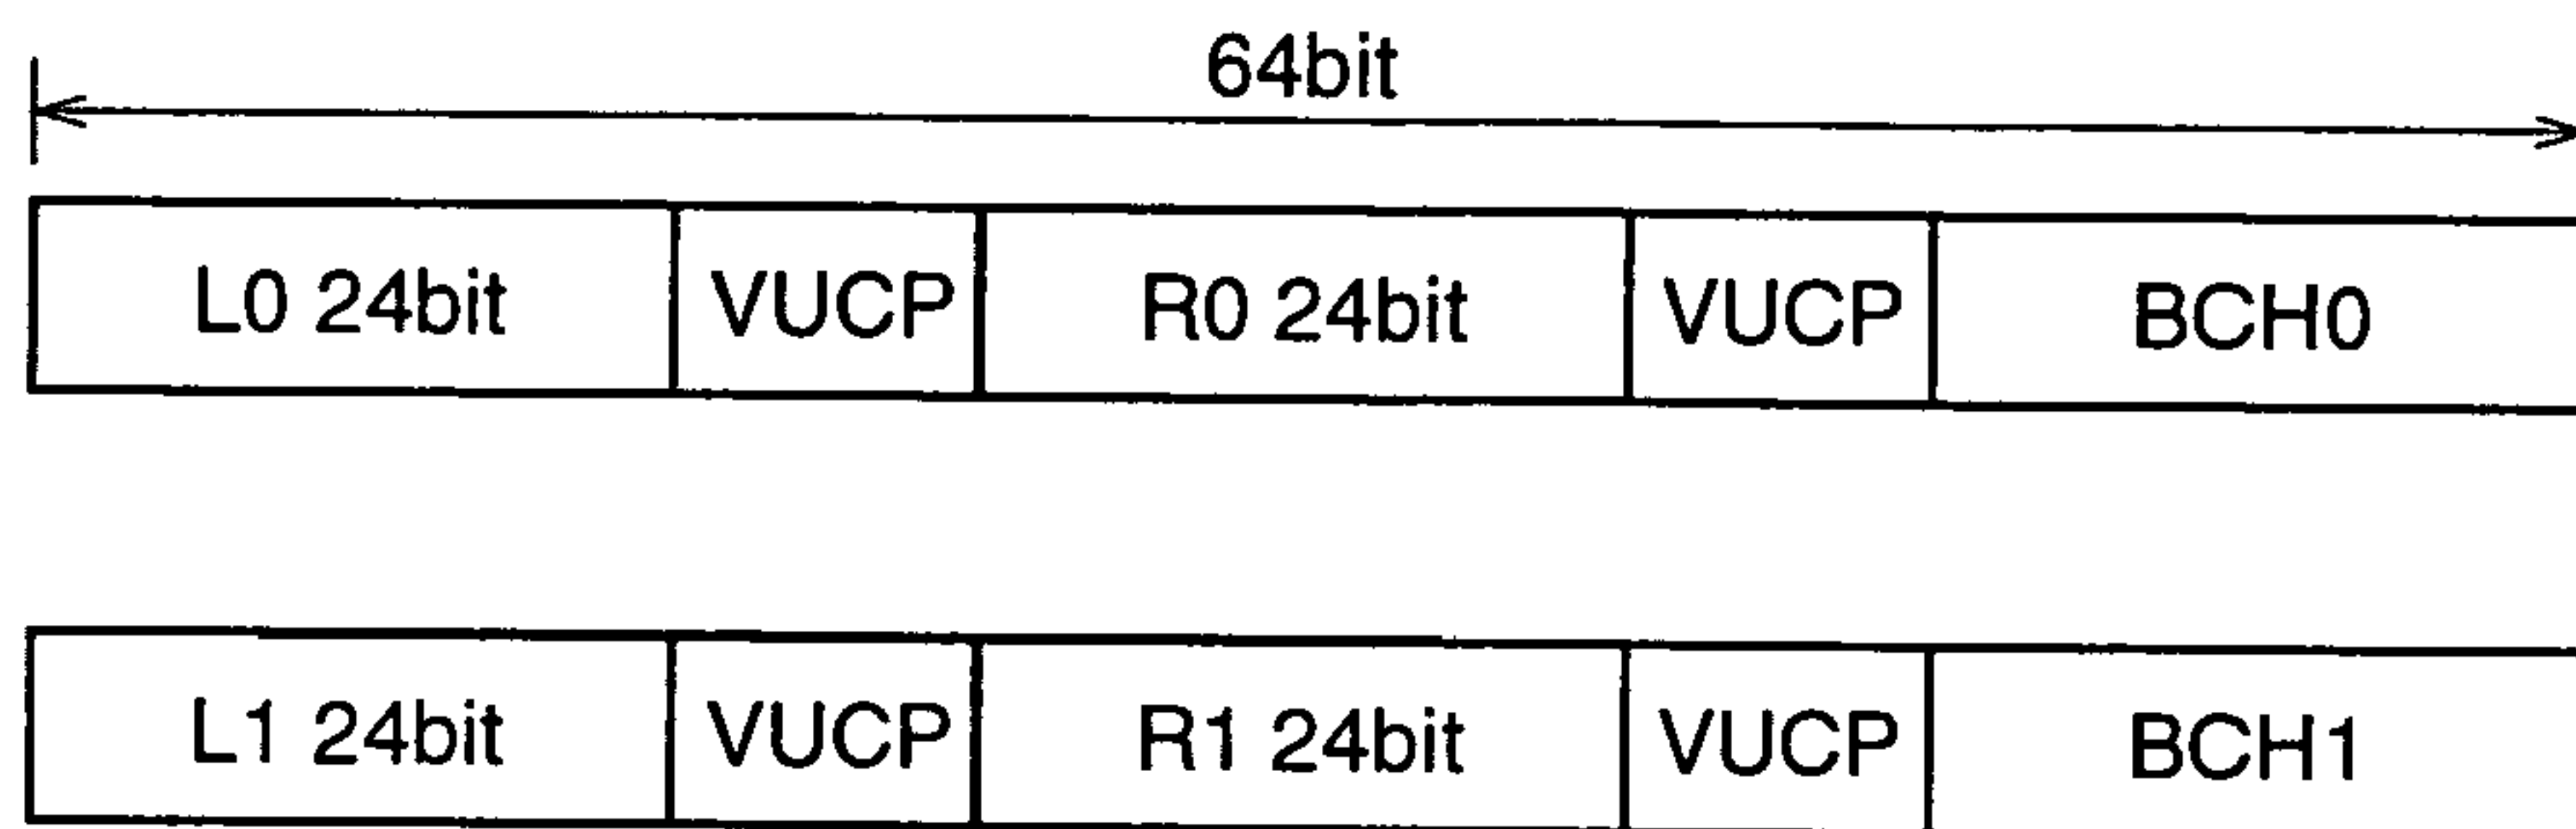 64bit
L0 24bit VUCP R0 24bit VUCP BCH0
L1 24bit VUCP R1 24bit VUCP BCH1